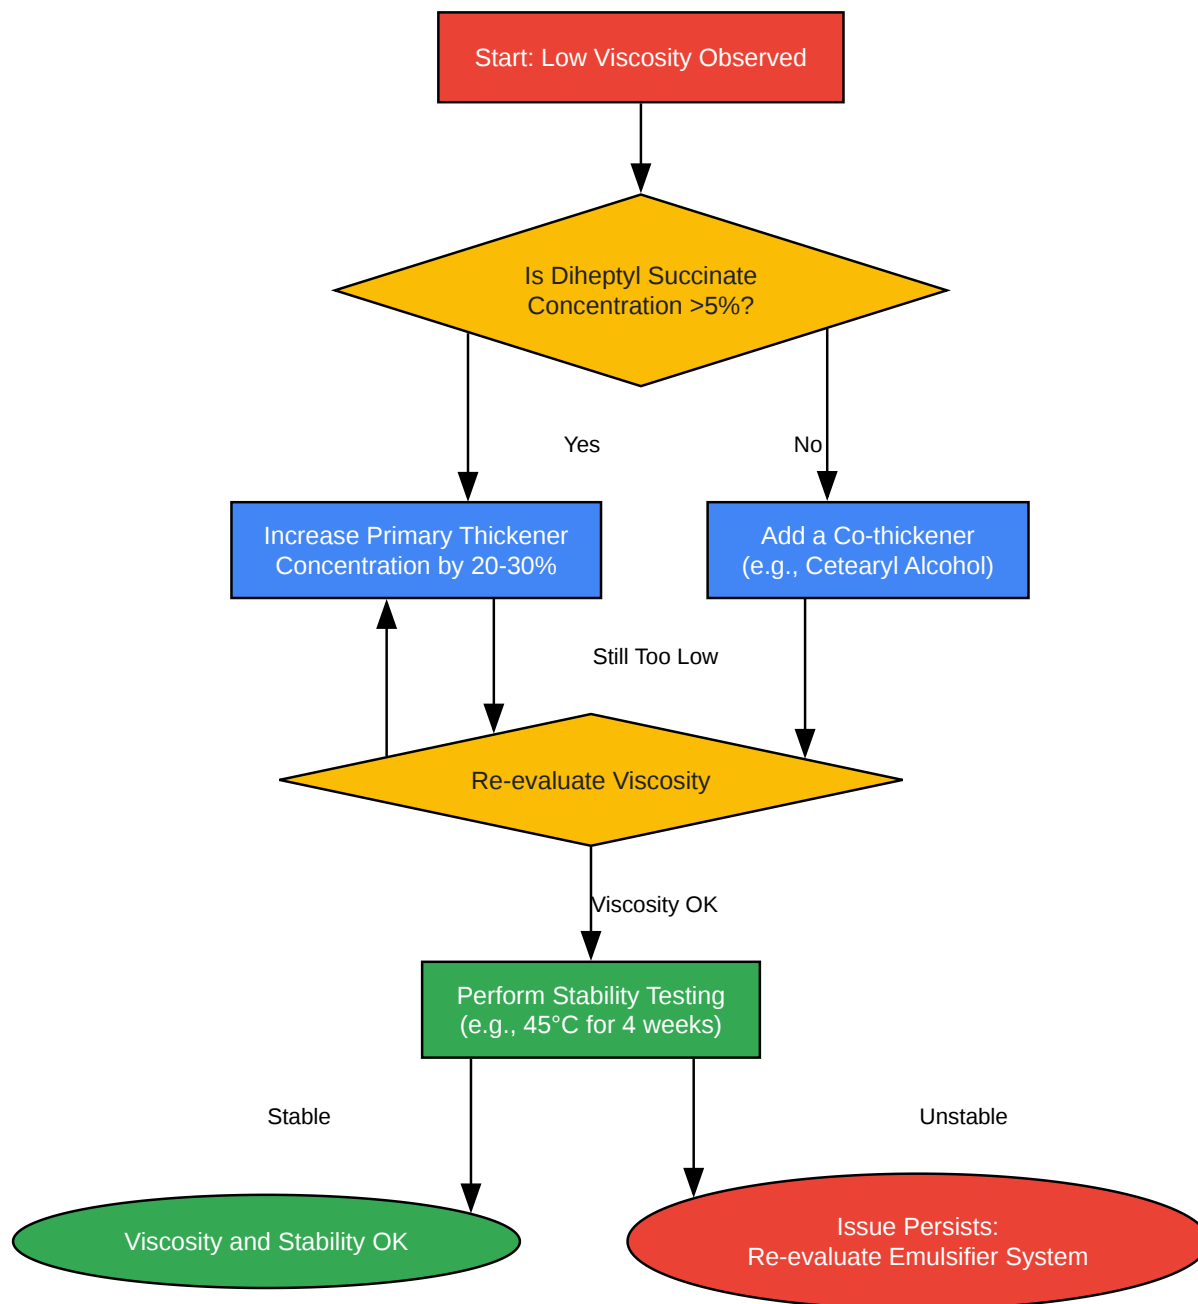 Start: Low Viscosity Observed
Is Diheptyl Succinate
Concentration >5%?
Yes
No
Increase Primary Thickener
Concentration by 20-30%
Add a Co-thickener
(e.g., Cetearyl Alcohol)
Still Too Low
Re-evaluate Viscosity
Viscosity OK
Perform Stability Testing
(e.g., 45°C for 4 weeks)
Stable
Unstable
Viscosity and Stability OK
Issue Persists:
Re-evaluate Emulsifier System